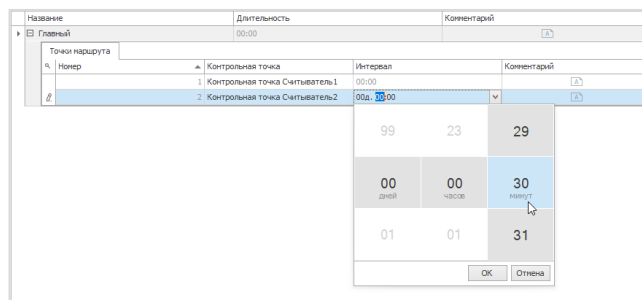 Название Длительность Комментарий
Главный 00:00
Точки маршрута
Номер Контрольная точка Интервал Комментарий
1 Контрольная точка Считыватель1 00:00
2 Контрольная точка Считыватель2 00д. 00:00
99 23 29
00 00 30
дней часов минут
01 01 31
OK Отмена